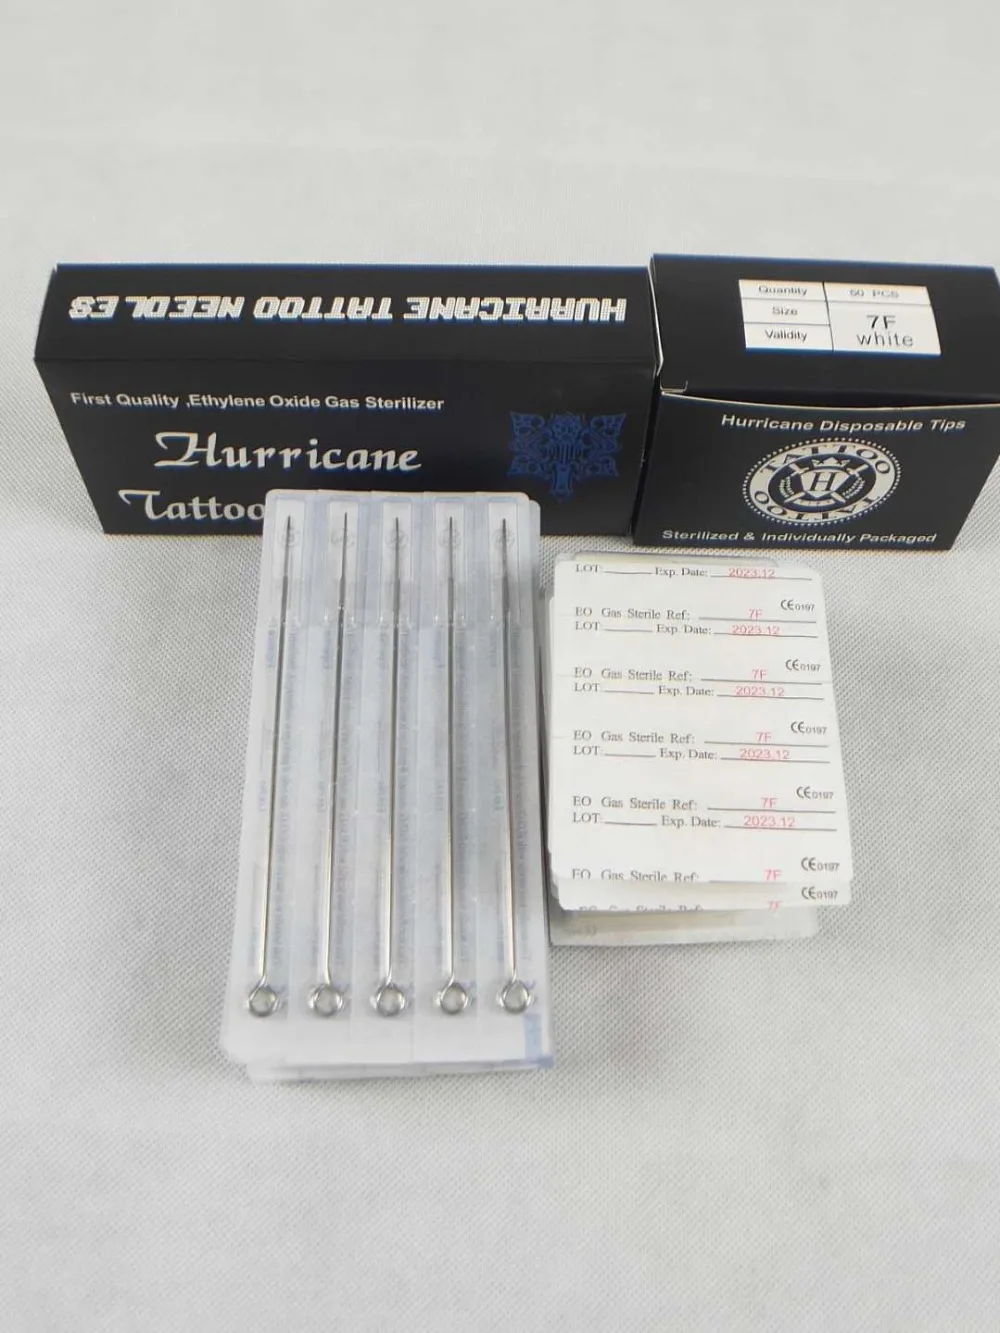 HURRICANE TATTOO NEEDLES
First Quality ,Ethylene Oxide Gas Sterilizer
Hurricane
Tattoo
Quantity 50 PCS
Size 7F
Validity white
Hurricane Disposable Tips
TATTOO
H
TATTOO
Sterilized & Individually Packaged
LOT: Exp. Date: 2023.12
CE0197
EO Gas Sterile Ref: 7F
LOT: Exp. Date: 2023.12
CE0197
EO Gas Sterile Ref: 7F
LOT: Exp. Date: 2023.12
CE0197
EO Gas Sterile Ref: 7F
LOT: Exp. Date: 2023.12
CE0197
EO Gas Sterile Ref: 7F
LOT: Exp. Date: 2023.12
CE0197
EO Gas Sterile Ref: 7F
CE0197
7F